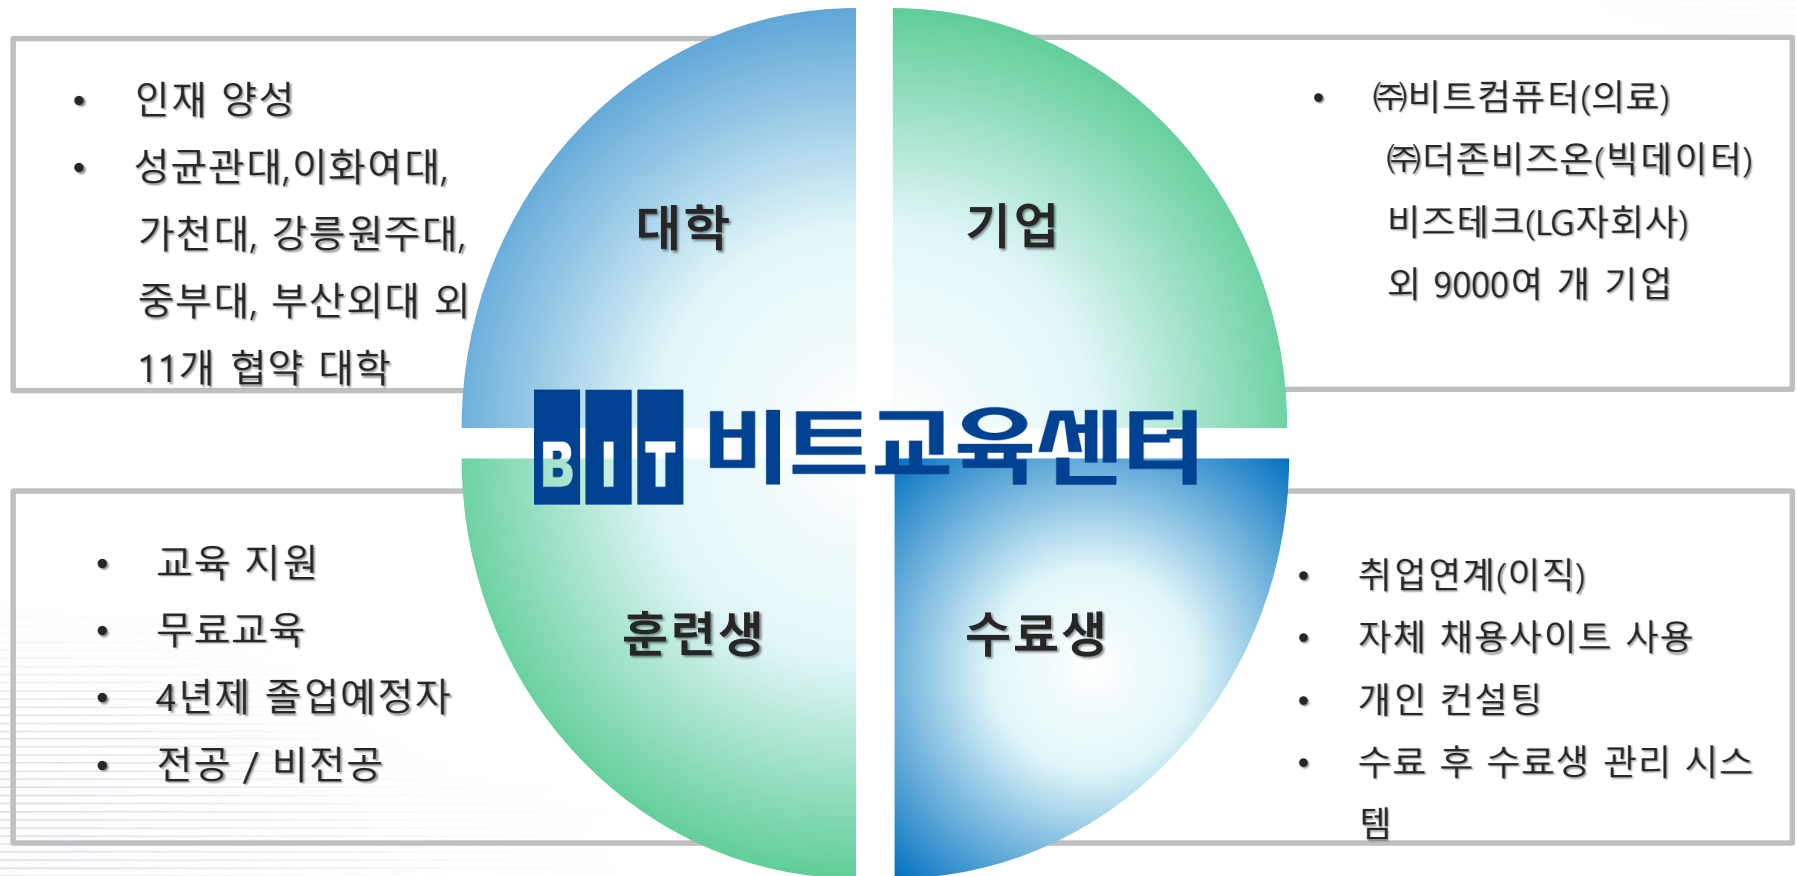 • 인재 양성
• 성균관대,이화여대,
가천대, 강릉원주대,
중부대, 부산외대 외
11개 협약 대학
대학
기업
• ㈜비트컴퓨터(의료)
㈜더존비즈온(빅데이터)
비즈테크(LG자회사)
외 9000여 개 기업
BIT 비트교육센터
• 교육 지원
• 무료교육
• 4년제 졸업예정자
• 전공 / 비전공
훈련생
수료생
• 취업연계(이직)
• 자체 채용사이트 사용
• 개인 컨설팅
• 수료 후 수료생 관리 시스
템